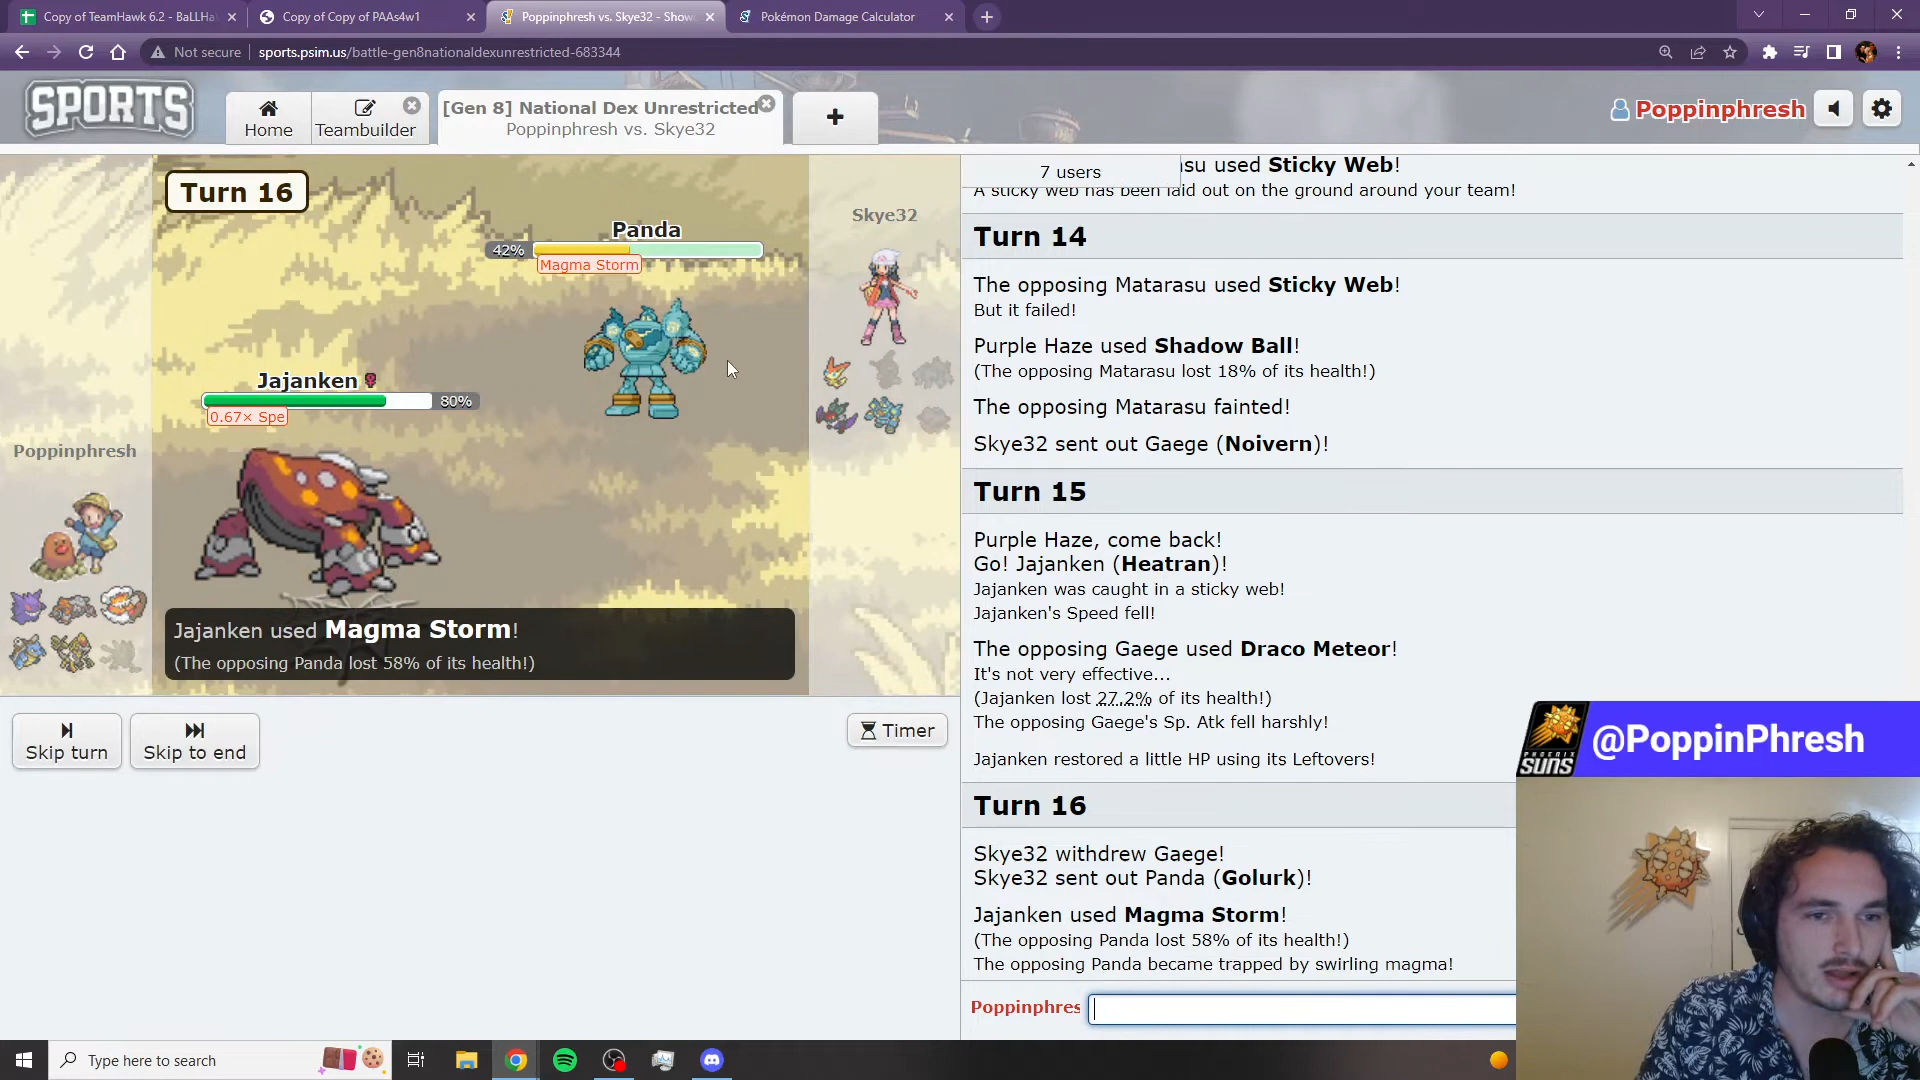 Copy of TeamHawk 6.2 - BaLLHa
Copy of Copy of PAAs4w1
Poppinphresh vs. Skye32 - Show
Pokémon Damage Calculator
Not secure
sports.psim.us/battle-gen8nationaldexunrestricted-683344
SPORTS
Home
Teambuilder
[Gen 8] National Dex Unrestricted
Poppinphresh vs. Skye32
Poppinphresh
Turn 16
Panda
42%
Magma Storm
Skye32
Jajanken
80%
0.67× Spe
Poppinphresh
Jajanken used Magma Storm!
(The opposing Panda lost 58% of its health!)
Skip turn
Skip to end
Timer
7 users
su used Sticky Web!
A sticky web has been laid out on the ground around your team!
Turn 14
The opposing Matarasu used Sticky Web!
But it failed!
Purple Haze used Shadow Ball!
(The opposing Matarasu lost 18% of its health!)
The opposing Matarasu fainted!
Skye32 sent out Gaege (Noivern)!
Turn 15
Purple Haze, come back!
Go! Jajanken (Heatran)!
Jajanken was caught in a sticky web!
Jajanken's Speed fell!
The opposing Gaege used Draco Meteor!
It's not very effective...
(Jajanken lost 27.2% of its health!)
The opposing Gaege's Sp. Atk fell harshly!
Jajanken restored a little HP using its Leftovers!
Turn 16
Skye32 withdrew Gaege!
Skye32 sent out Panda (Golurk)!
Jajanken used Magma Storm!
(The opposing Panda lost 58% of its health!)
The opposing Panda became trapped by swirling magma!
Poppinphres
PHOENIX
SUNS
@PoppinPhresh
Type here to search